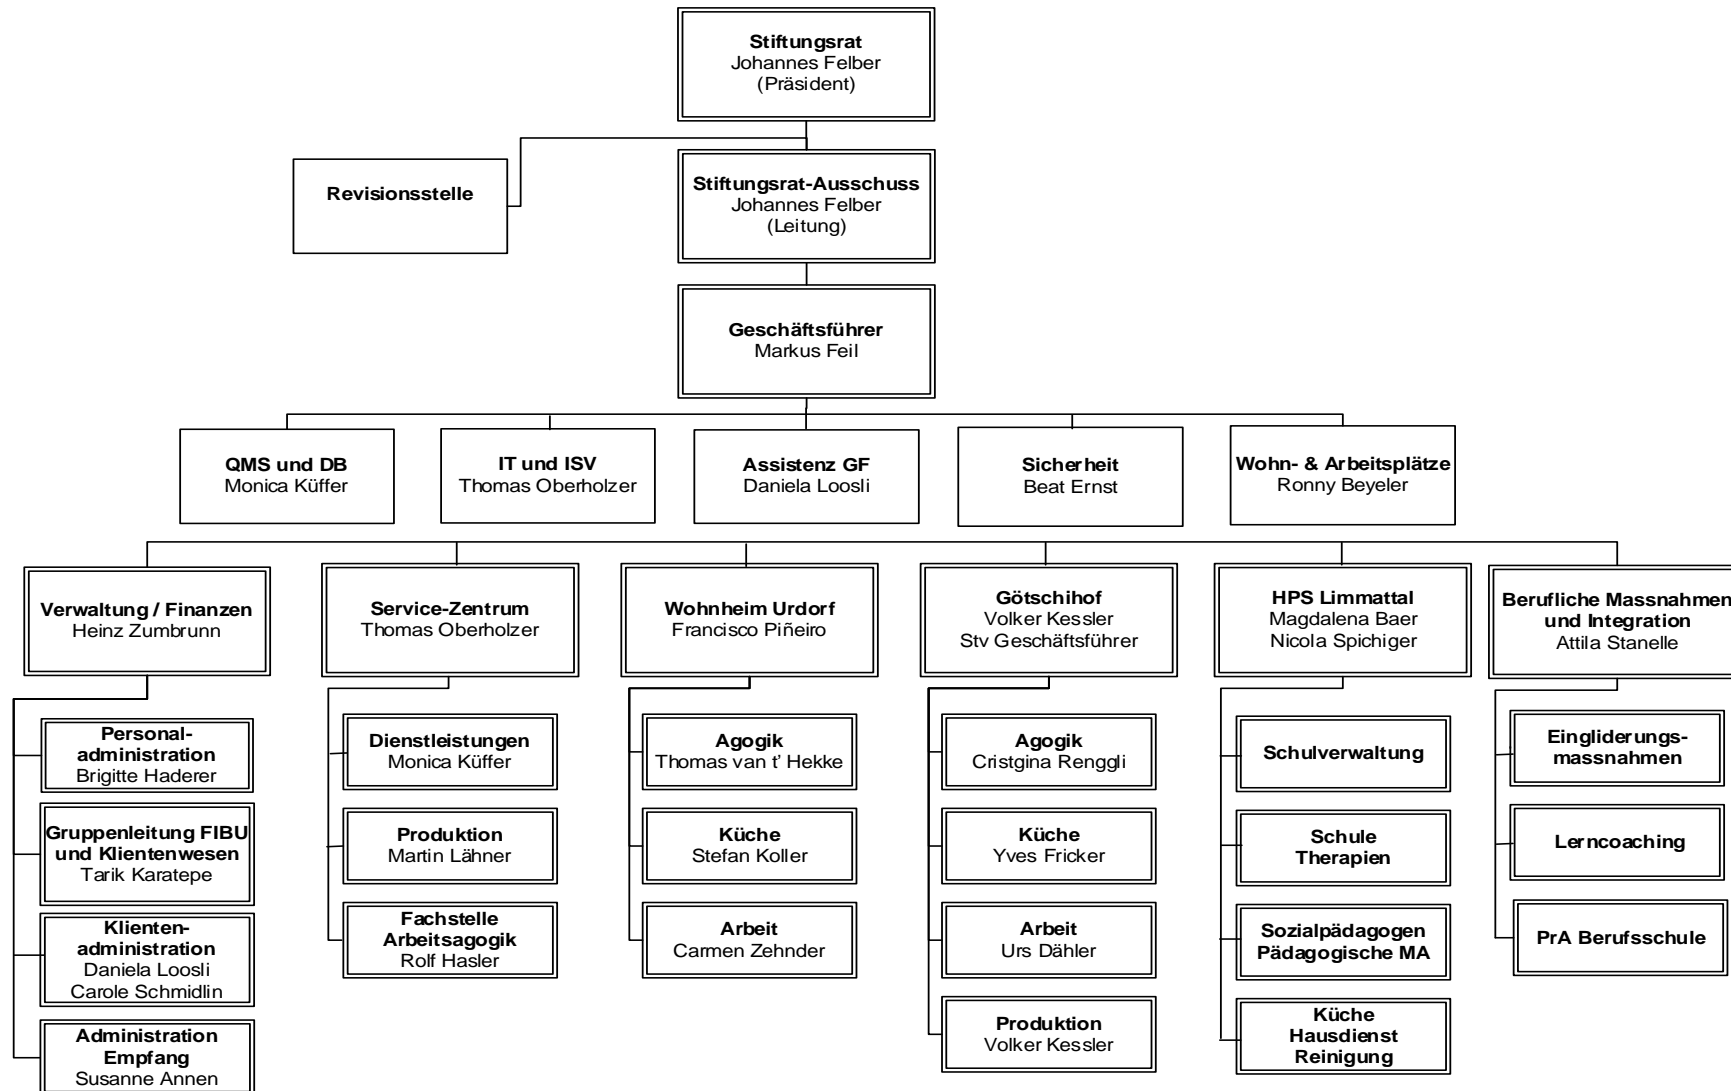 Stiftungsrat
Johannes Felber
(Präsident)
Revisionsstelle
Stiftungsrat-Ausschuss
Johannes Felber
(Leitung)
Geschäftsführer
Markus Feil
QMS und DB
Monica Küffer
IT und ISV
Thomas Oberholzer
Assistenz GF
Daniela Loosli
Sicherheit
Beat Ernst
Wohn- & Arbeitsplätze
Ronny Beyeler
Verwaltung / Finanzen
Heinz Zumbrunn
Service-Zentrum
Thomas Oberholzer
Wohnheim Urdorf
Francisco Piñeiro
Götschihof
Volker Kessler
Stv Geschäftsführer
HPS Limmattal
Magdalena Baer
Nicola Spichiger
Berufliche Massnahmen
und Integration
Attila Stanelle
Personal-
administration
Brigitte Haderer
Gruppenleitung FIBU
und Klientenwesen
Tarik Karatepe
Klienten-
administration
Daniela Loosli
Carole Schmidlin
Administration
Empfang
Susanne Annen
Dienstleistungen
Monica Küffer
Produktion
Martin Lähner
Fachstelle
Arbeitsagogik
Rolf Hasler
Agogik
Thomas van t' Hekke
Küche
Stefan Koller
Arbeit
Carmen Zehnder
Agogik
Cristgina Renggli
Küche
Yves Fricker
Arbeit
Urs Dähler
Produktion
Volker Kessler
Schulverwaltung
Schule
Therapien
Sozialpädagogen
Pädagogische MA
Küche
Hausdienst
Reinigung
Eingliderungs-
massnahmen
Lerncoaching
PrA Berufsschule